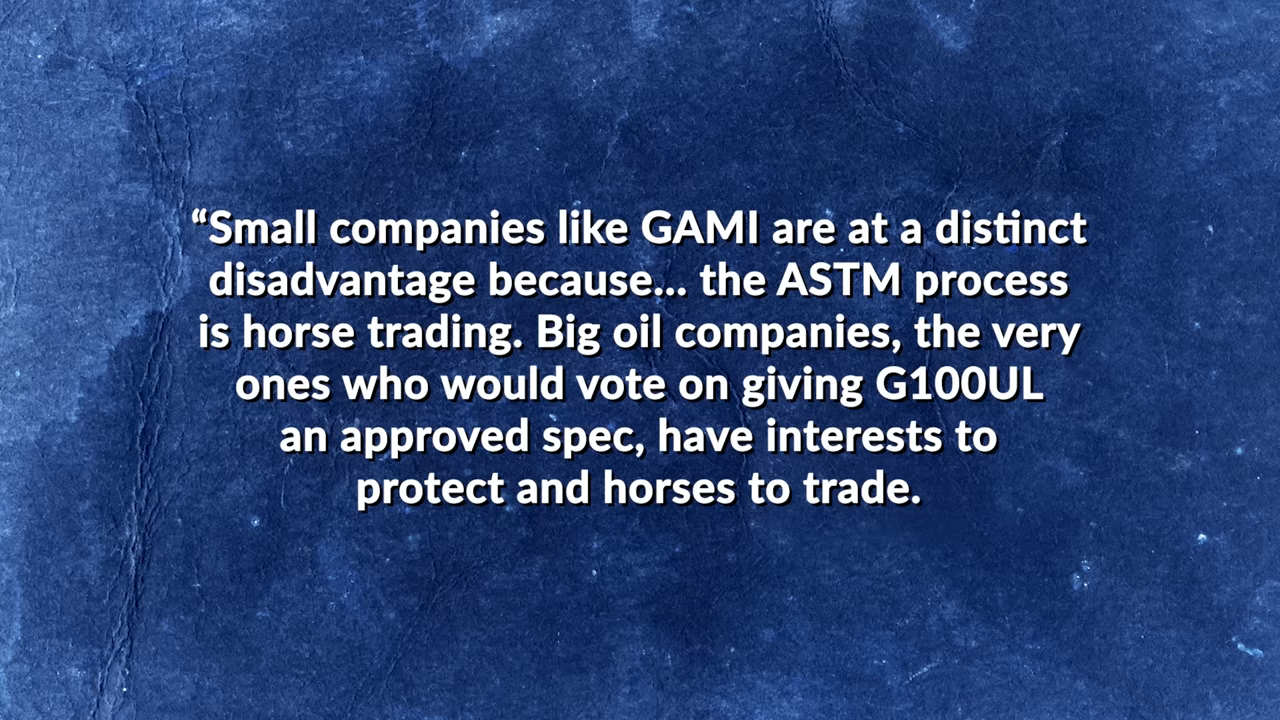 “Small companies like GAMI are at a distinct
disadvantage because... the ASTM process
is horse trading. Big oil companies, the very
ones who would vote on giving G100UL
an approved spec, have interests to
protect and horses to trade.